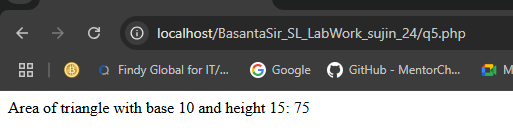 localhost/BasantaSir_SL_LabWork_sujin_24/q5.php
Findy Global for IT/... Google GitHub - MentorCh... M
Area of triangle with base 10 and height 15: 75